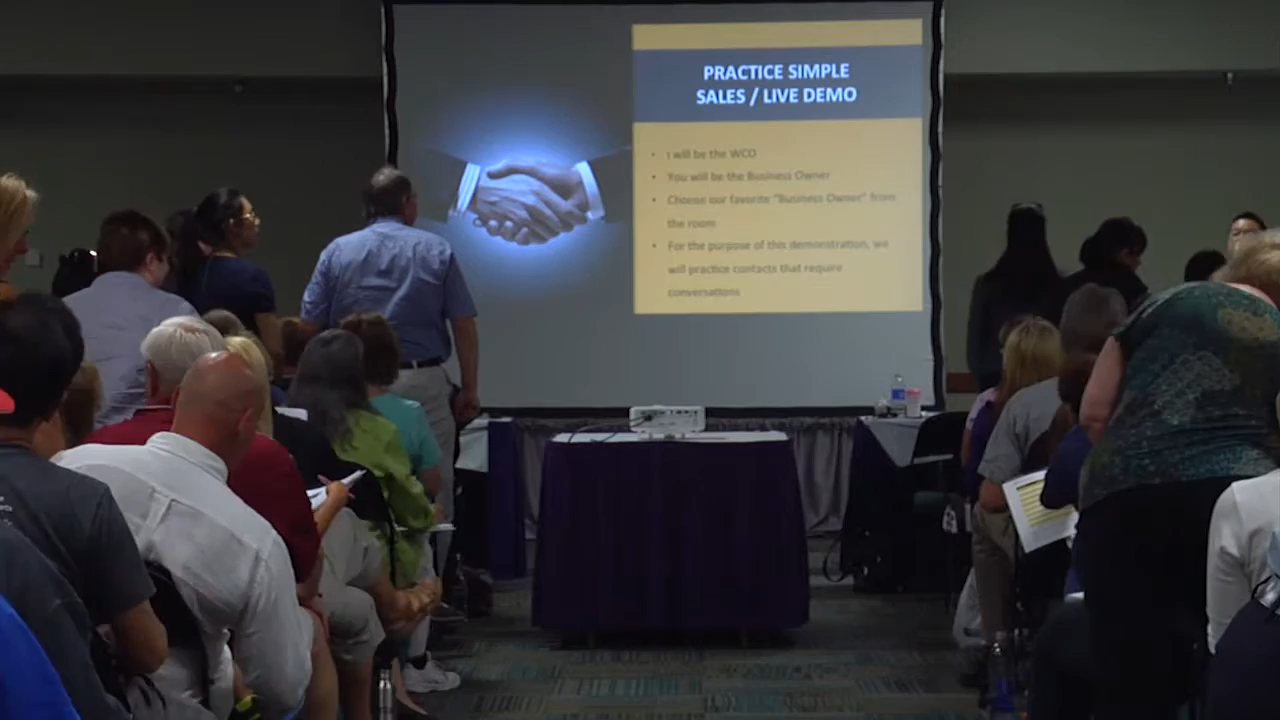 PRACTICE SIMPLE
SALES / LIVE DEMO
• I will be the WCO
• You will be the Business Owner
• Choose our favorite "Business Owner" from
the room
• For the purpose of this demonstration, we
will practice contacts that require
conversations